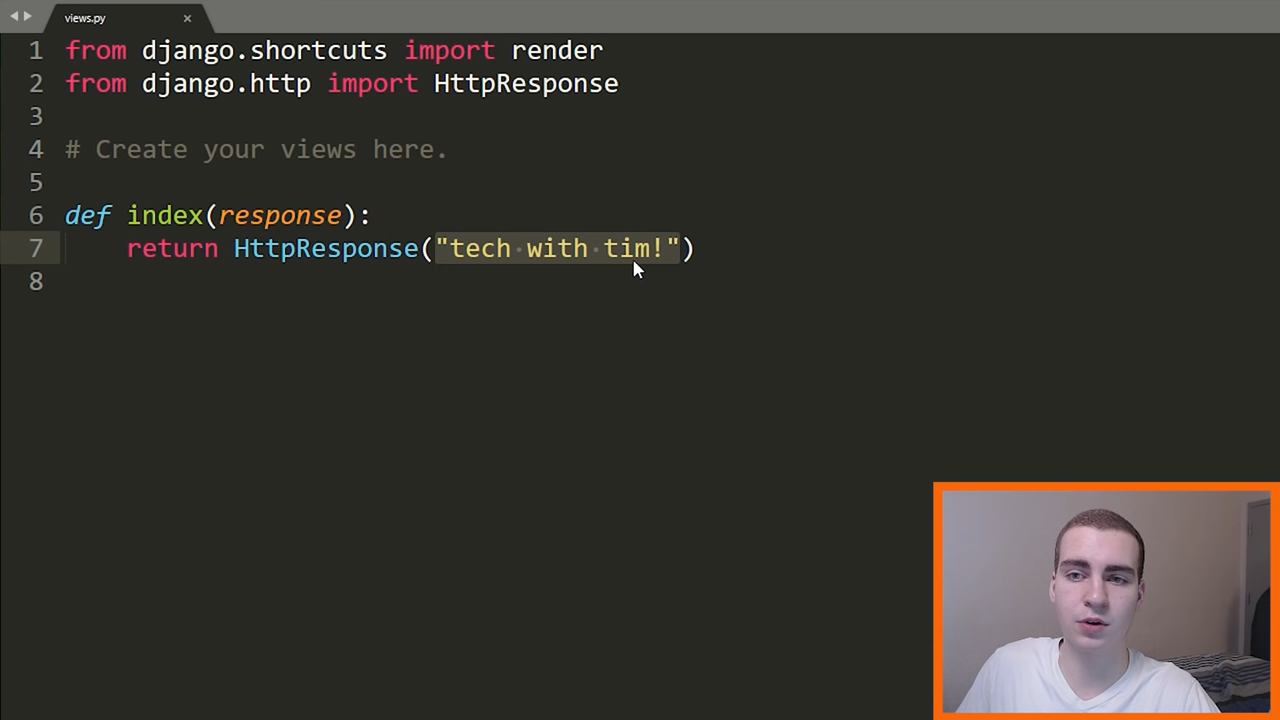 views.py
1 from django.shortcuts import render
2 from django.http import HttpResponse
3
4 # Create your views here.
5
6 def index(response):
7     return HttpResponse("tech with tim!")
8